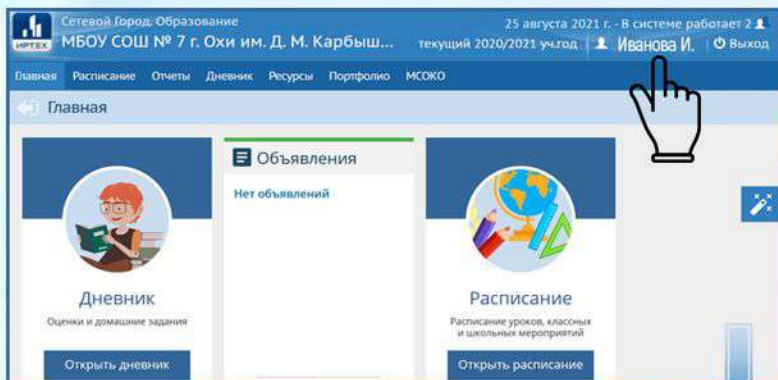 ИРТЕХ
Сетевой Город. Образование
МБОУ СОШ № 7 г. Охи им. Д. М. Карбыш...
25 августа 2021 г. - В системе работает 2
текущий 2020/2021 уч.год Иванова И. Выход
Главная Расписание Отчеты Дневник Ресурсы Портфолио МСОКО
Главная
Дневник
Оценки и домашние задания
Открыть дневник
Объявления
Нет объявлений
Расписание
Расписание уроков, классных
и школьных мероприятий
Открыть расписание